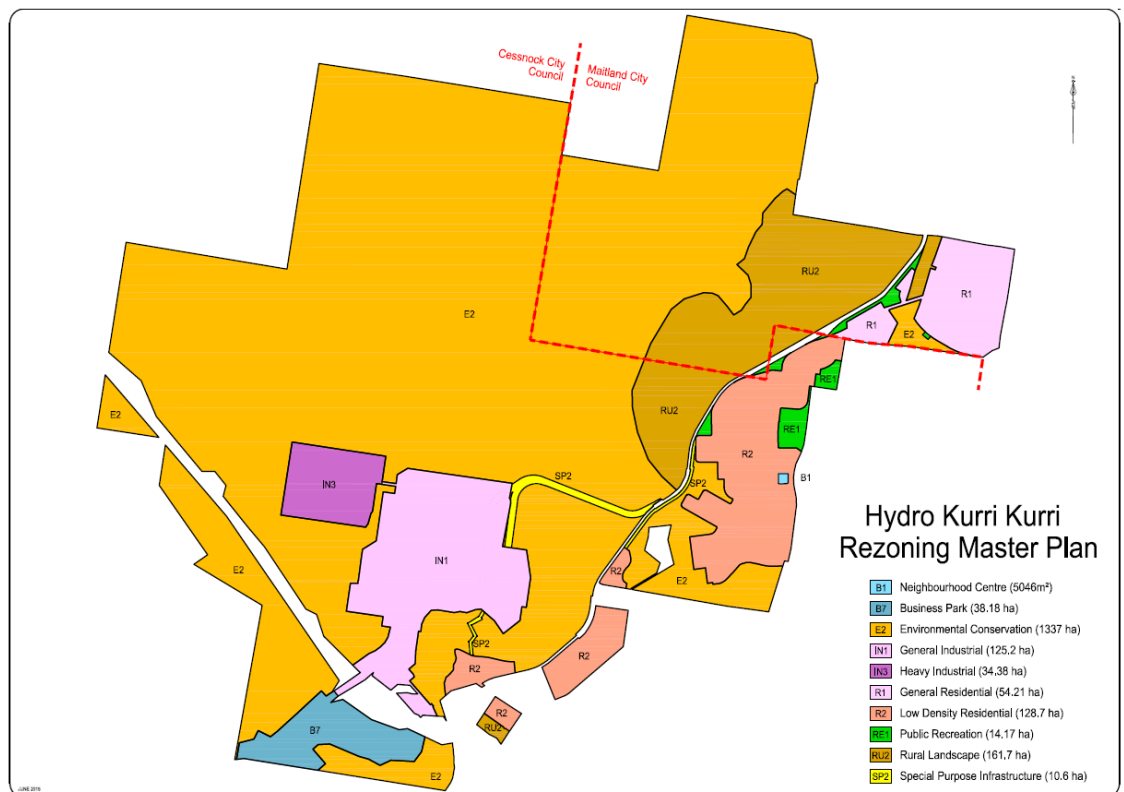 Cessnock City
Council
Maitland City
Council
E2
RU2
R1
R1
E2
RE1
RU2
RE1
E2
R2
SP2
SP2
B1
IN3
IN1
E2
R2
E2
SP2
R2
R2
R2
RU2
B7
E2
Hydro Kurri Kurri
Rezoning Master Plan
B1 Neighbourhood Centre (5046m²)
B7 Business Park (38.18 ha)
E2 Environmental Conservation (1337 ha)
IN1 General Industrial (125.2 ha)
IN3 Heavy Industrial (34.38 ha)
R1 General Residential (54.21 ha)
R2 Low Density Residential (128.7 ha)
RE1 Public Recreation (14.17 ha)
RU2 Rural Landscape (161.7 ha)
SP2 Special Purpose Infrastructure (10.6 ha)